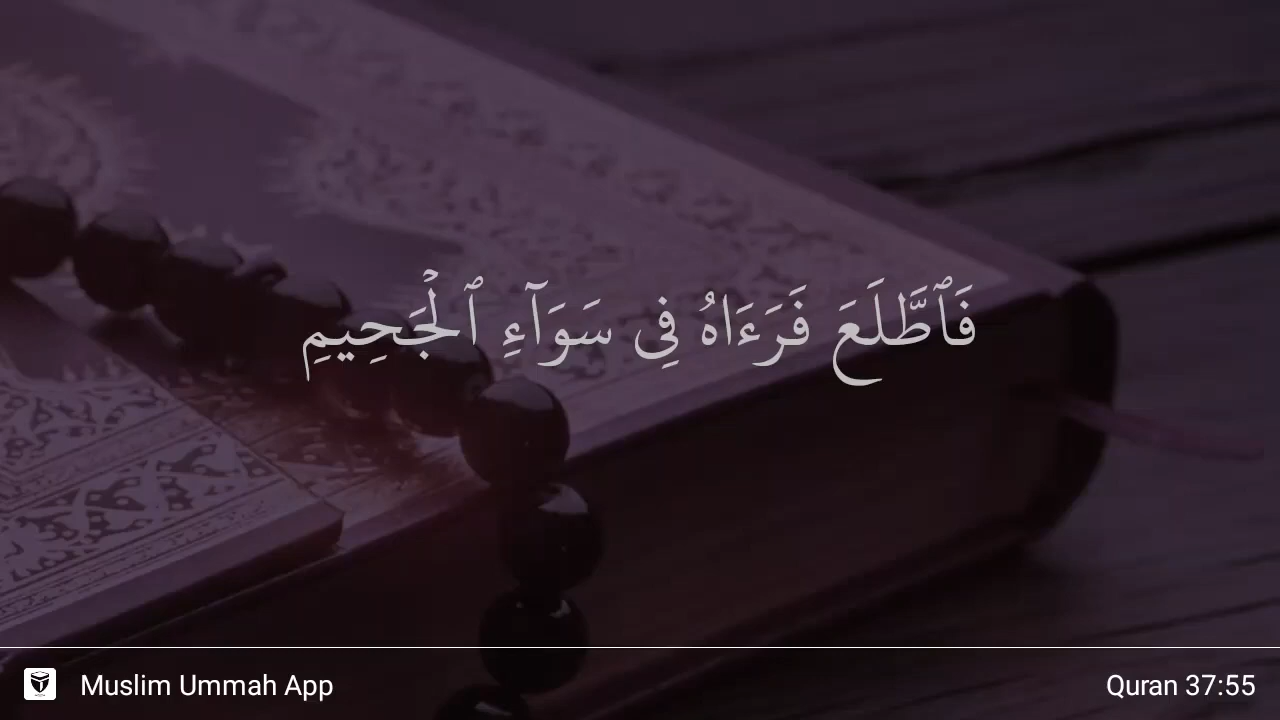 فَٱطَّلَعَ فَرَءَاهُ فِى سَوَآءِ ٱلْجَحِيمِ
Muslim Ummah App
Quran 37:55